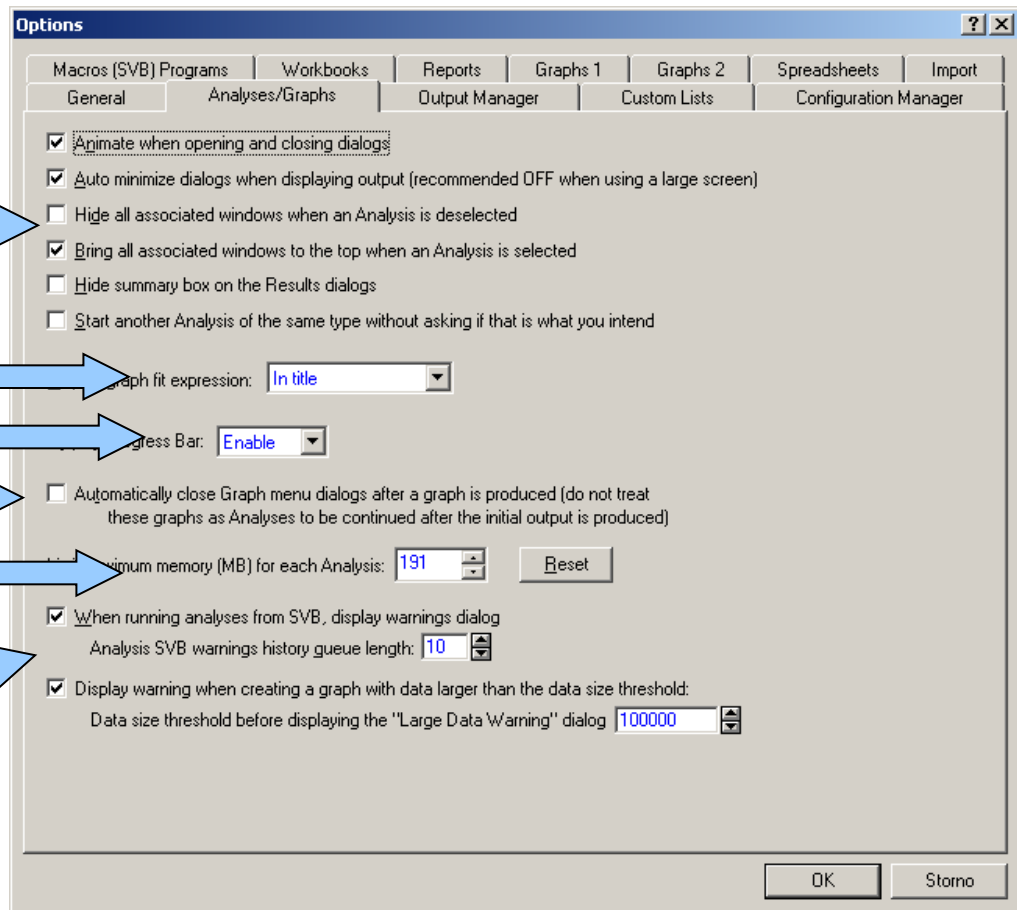 Options
Macros (SVB) Programs Workbooks Reports Graphs 1 Graphs 2 Spreadsheets Import
General Analyses/Graphs Output Manager Custom Lists Configuration Manager
Animate when opening and closing dialogs
Auto minimize dialogs when displaying output (recommended OFF when using a large screen)
Hide all associated windows when an Analysis is deselected
Bring all associated windows to the top when an Analysis is selected
Hide summary box on the Results dialogs
Start another Analysis of the same type without asking if that is what you intend
fit expression: In title
Bar: Enable
Automatically close Graph menu dialogs after a graph is produced (do not treat
these graphs as Analyses to be continued after the initial output is produced)
memory (MB) for each Analysis: 191 Reset
When running analyses from SVB, display warnings dialog
Analysis SVB warnings history queue length: 10
Display warning when creating a graph with data larger than the data size threshold:
Data size threshold before displaying the "Large Data Warning" dialog 100000
OK Storno